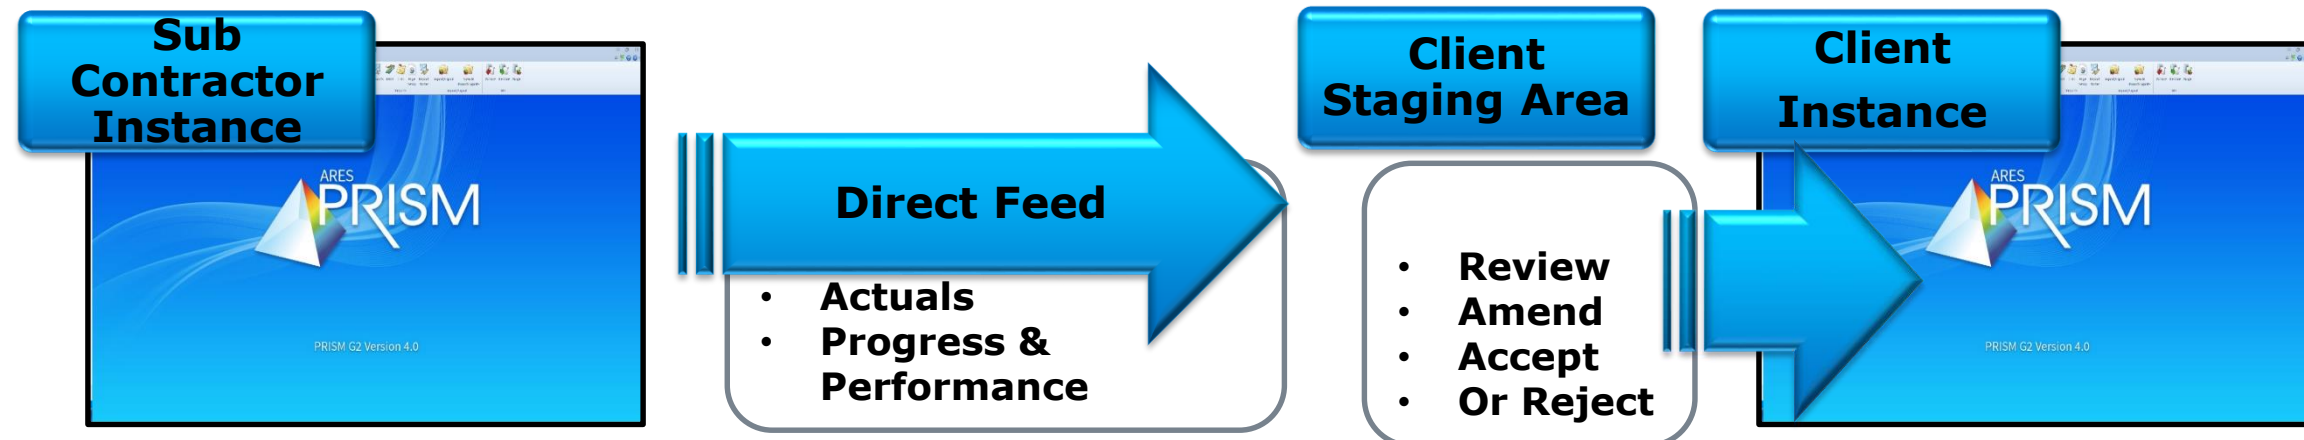 Sub
Contractor
Instance
ARES
PRISM
PRISM G2 Version 4.0
Direct Feed
• Actuals
• Progress &
Performance
Client
Staging Area
• Review
• Amend
• Accept
• Or Reject
Client
Instance
ARES
PRISM
PRISM G2 Version 4.0